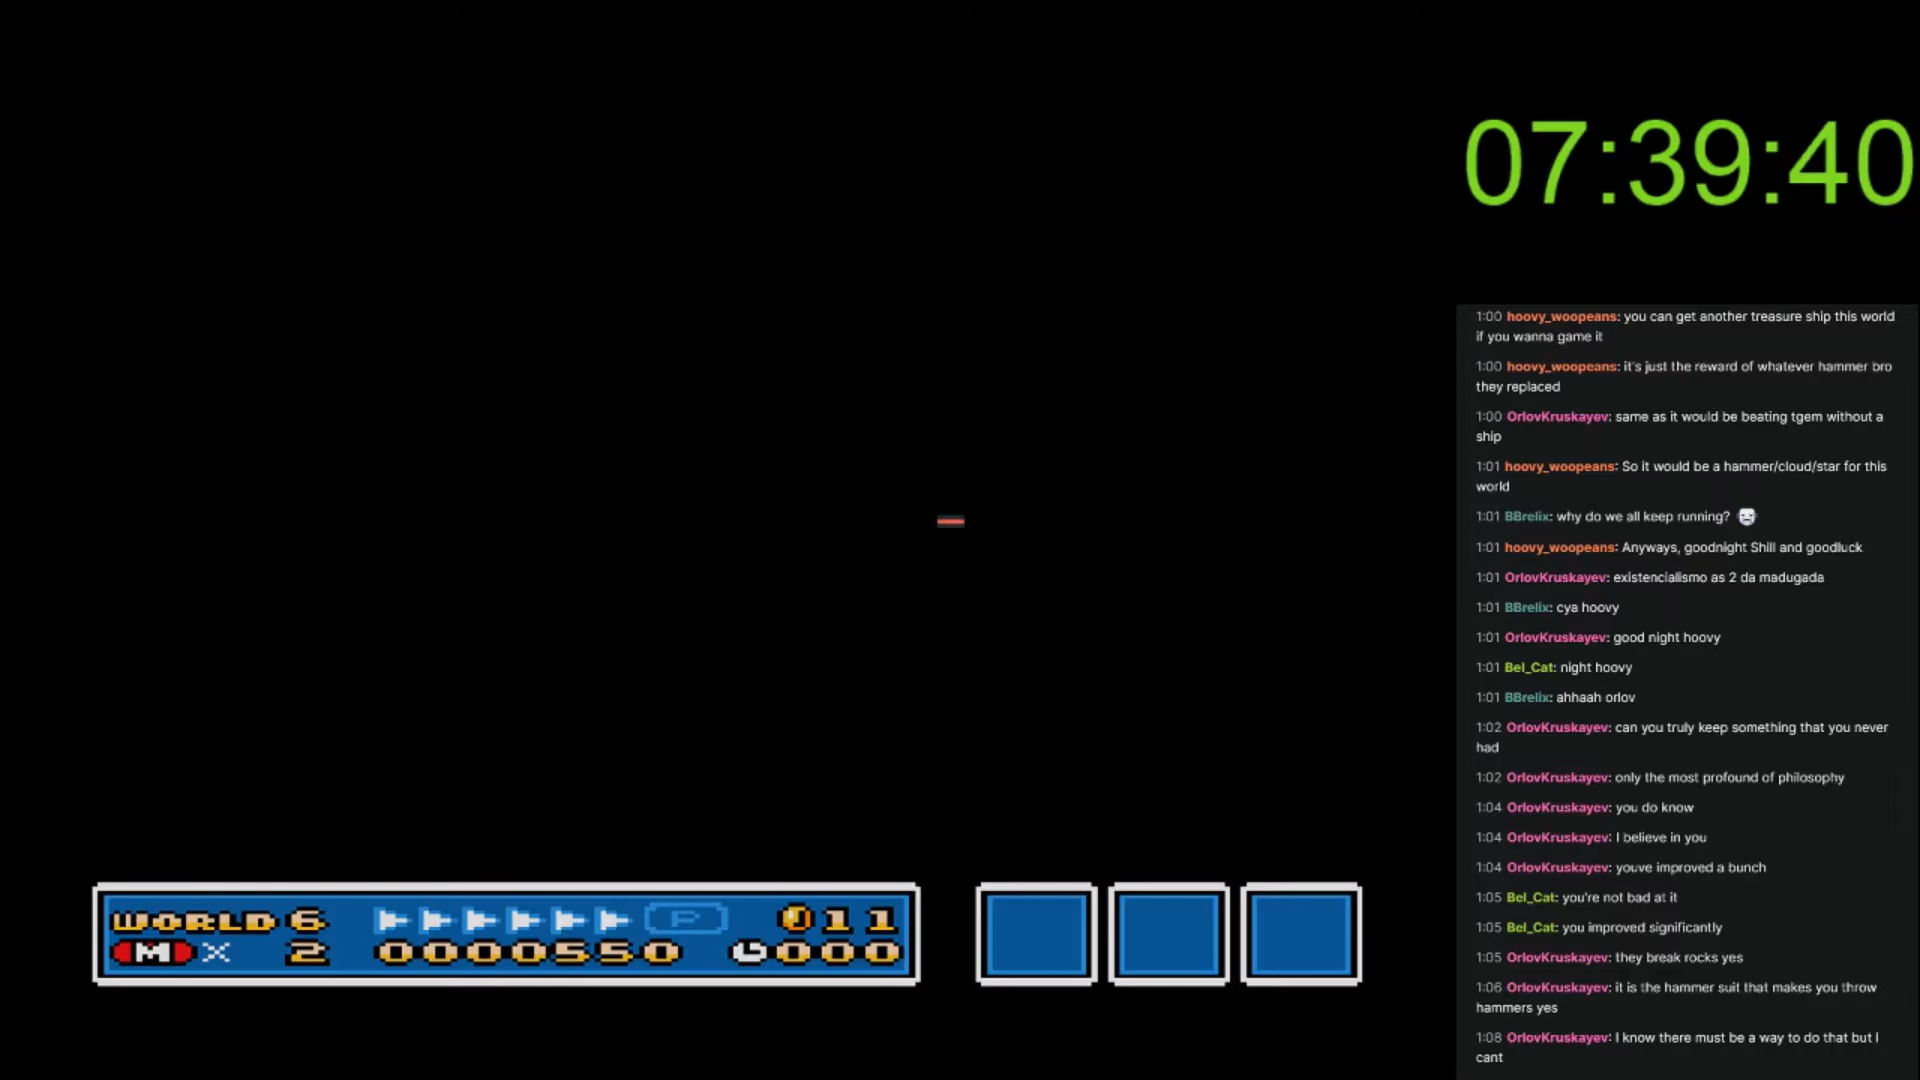 07:39:40
1:00 hoovy_woopeans: you can get another treasure ship this world
if you wanna game it
1:00 hoovy_woopeans: it's just the reward of whatever hammer bro
they replaced
1:00 OrlovKruskayev: same as it would be beating tgem without a
ship
1:01 hoovy_woopeans: So it would be a hammer/cloud/star for this
world
1:01 BBrelix: why do we all keep running?
1:01 hoovy_woopeans: Anyways, goodnight Shill and goodluck
1:01 OrlovKruskayev: existencialismo as 2 da madugada
1:01 BBrelix: cya hoovy
1:01 OrlovKruskayev: good night hoovy
1:01 Bel_Cat: night hoovy
1:01 BBrelix: ahhaah orlov
1:02 OrlovKruskayev: can you truly keep something that you never
had
1:02 OrlovKruskayev: only the most profound of philosophy
1:04 OrlovKruskayev: you do know
1:04 OrlovKruskayev: I believe in you
1:04 OrlovKruskayev: youve improved a bunch
1:05 Bel_Cat: you're not bad at it
1:05 Bel_Cat: you improved significantly
1:05 OrlovKruskayev: they break rocks yes
1:06 OrlovKruskayev: it is the hammer suit that makes you throw
hammers yes
1:08 OrlovKruskayev: I know there must be a way to do that but I
cant
WORLD 6 P 11
M x 2 0000550 000